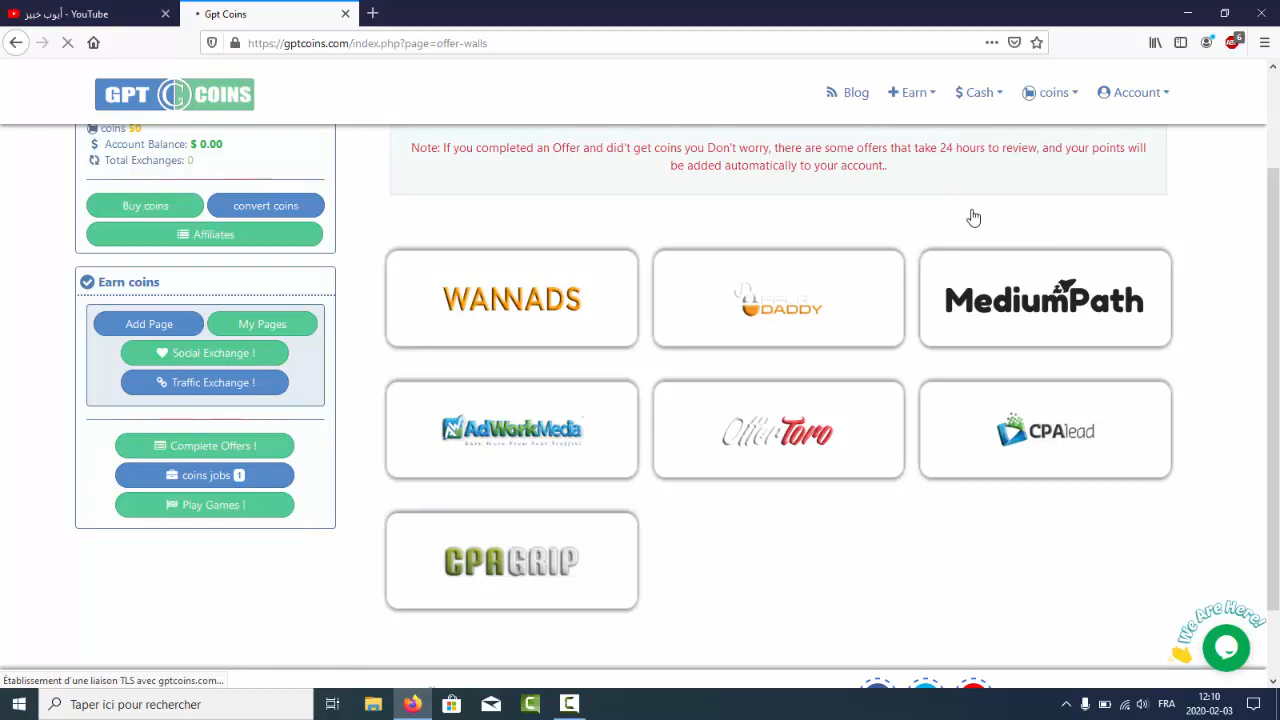 أيوب خبير - YouTube
Gpt Coins
https://gptcoins.com/index.php?page=offer-walls
6
GPT COINS
Blog
Earn
$ Cash
coins
Account
coins 50
$ Account Balance: $ 0.00
Total Exchanges: 0
Buy coins
convert coins
Affiliates
Note: If you completed an Offer and did't get coins you Don't worry, there are some offers that take 24 hours to review, and your points will
be added automatically to your account..
Earn coins
Add Page
My Pages
Social Exchange !
Traffic Exchange !
Complete Offers !
coins jobs 1
Play Games !
WANNADS
DADDY
MediumPath
AdWorkMedia
OfferToro
CPAlead
CPAGRIP
We Are Here!
Établissement d'une liaison TLS avec gptcoins.com...
Taper ici pour rechercher
FRA
12:10
2020-02-03